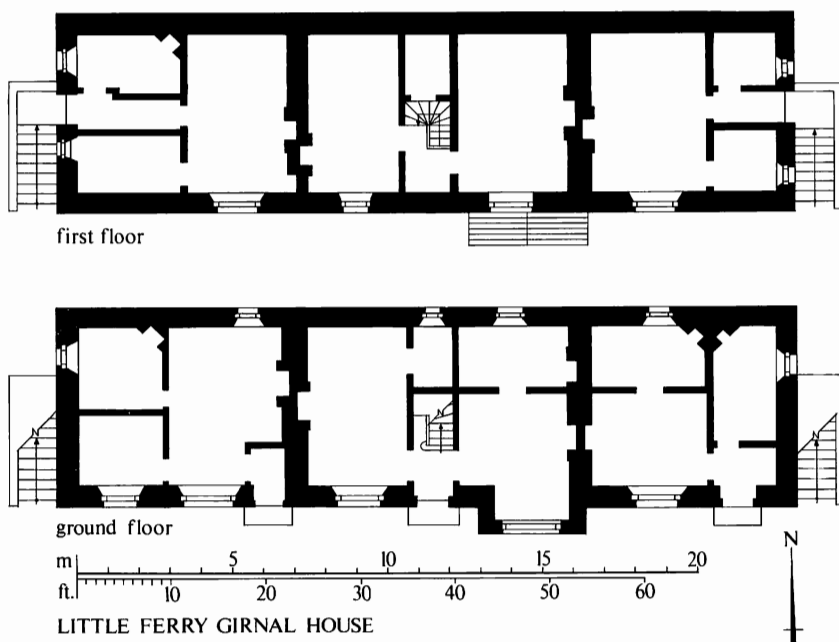 first floor
N
N
ground floor
N
m 5 10 15 20
ft. 10 20 30 40 50 60
LITTLE FERRY GIRNAL HOUSE